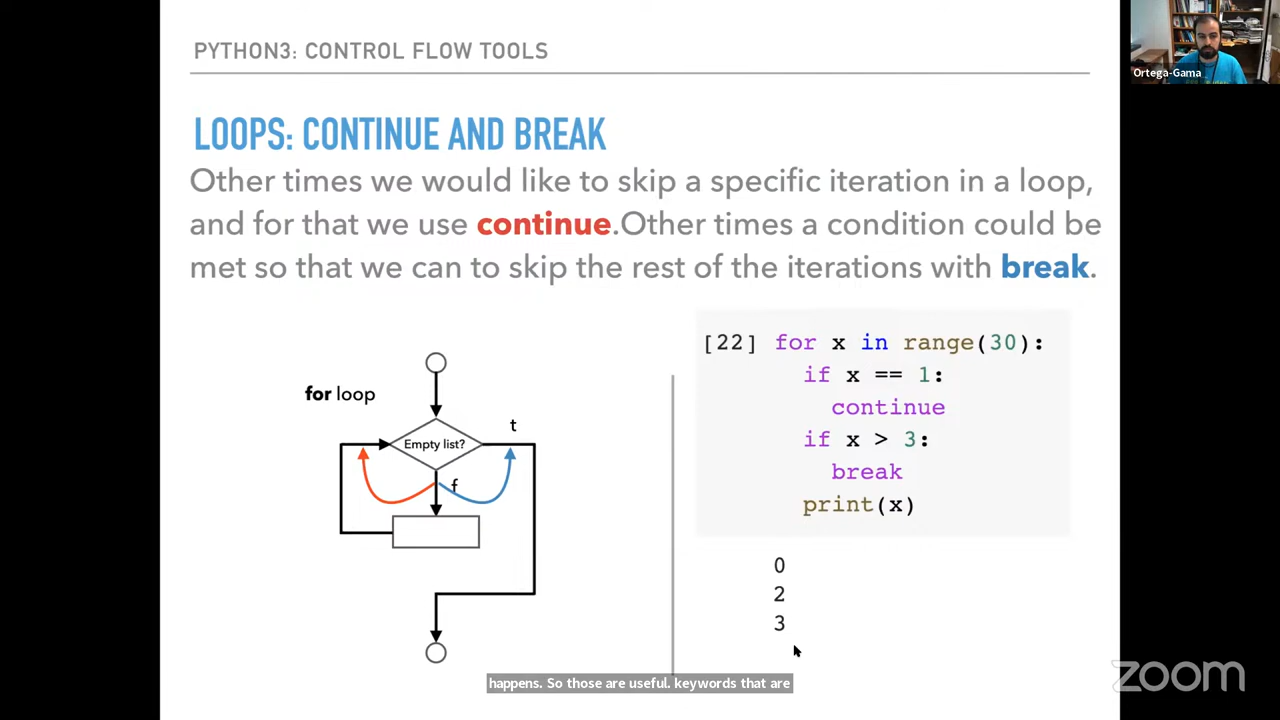 PYTHON3: CONTROL FLOW TOOLS
Ortega-Gama
LOOPS: CONTINUE AND BREAK
Other times we would like to skip a specific iteration in a loop,
and for that we use continue.Other times a condition could be
met so that we can to skip the rest of the iterations with break.
for loop
t
Empty list?
f
[22] for x in range(30):
if x == 1:
continue
if x > 3:
break
print(x)
0
2
3
happens. So those are useful. keywords that are
zoom